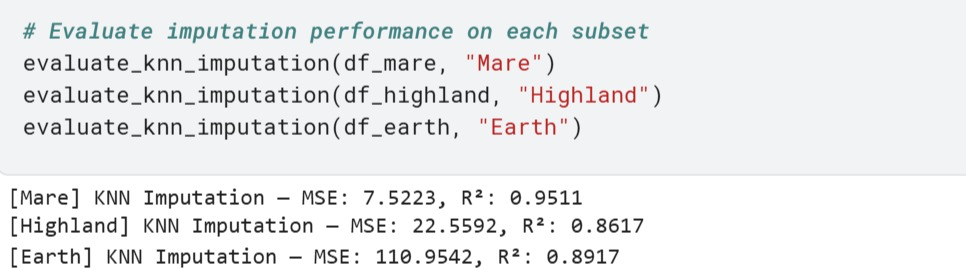 # Evaluate imputation performance on each subset
evaluate_knn_imputation(df_mare, "Mare")
evaluate_knn_imputation(df_highland, "Highland")
evaluate_knn_imputation(df_earth, "Earth")
[Mare] KNN Imputation — MSE: 7.5223, R²: 0.9511
[Highland] KNN Imputation — MSE: 22.5592, R²: 0.8617
[Earth] KNN Imputation — MSE: 110.9542, R²: 0.8917